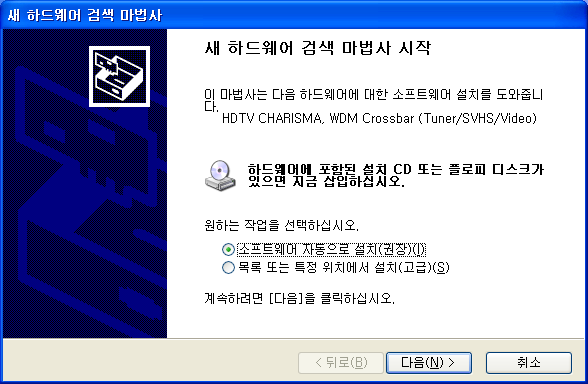 새 하드웨어 검색 마법사
새 하드웨어 검색 마법사 시작
이 마법사는 다음 하드웨어에 대한 소프트웨어 설치를 도와줍니
다.
HDTV CHARISMA, WDM Crossbar (Tuner/SVHS/Video)
하드웨어에 포함된 설치 CD 또는 플로피 디스크가
있으면 지금 삽입하십시오.
원하는 작업을 선택하십시오.
소프트웨어 자동으로 설치(권장)(I)
목록 또는 특정 위치에서 설치(고급)(S)
계속하려면 [다음]을 클릭하십시오.
< 뒤로(B)
다음(N) >
취소